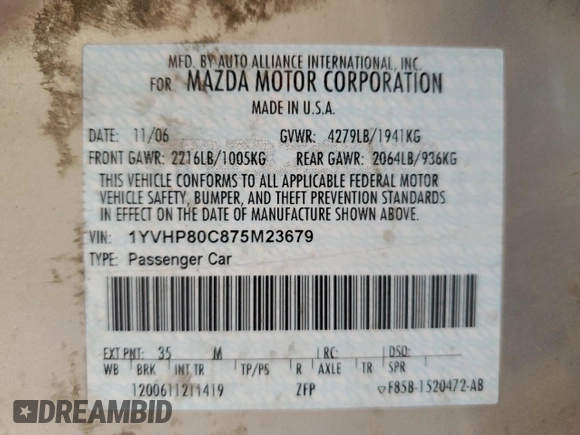 MFD. BY AUTO ALLIANCE INTERNATIONAL, INC.
FOR MAZDA MOTOR CORPORATION
MADE IN U.S.A.
DATE: 11/06 GVWR: 4279LB/1941KG
FRONT GAWR: 2216LB/1005KG REAR GAWR: 2064LB/936KG
THIS VEHICLE CONFORMS TO ALL APPLICABLE FEDERAL MOTOR
VEHICLE SAFETY, BUMPER, AND THEFT PREVENTION STANDARDS
IN EFFECT ON THE DATE OF MANUFACTURE SHOWN ABOVE.
VIN: 1YVHP80C875M23679
TYPE: Passenger Car
EXT PNT: 35 M RC: DSO:
WB BRK INT TR TP/PS R AXLE TR SPR
1200611211419 ZFP F85B-1520472-AB
DREAMBID